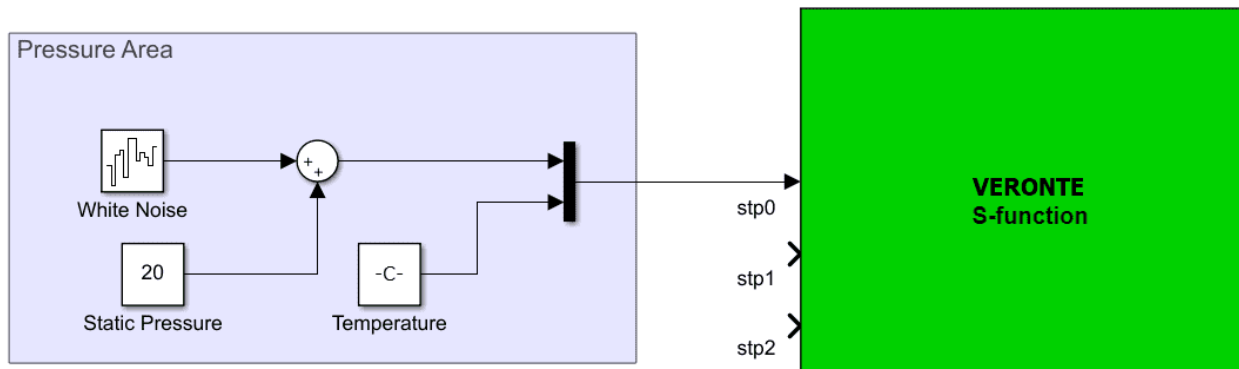 Pressure Area
+
+
White Noise
20
Static Pressure
-C-
Temperature
stp0
stp1
stp2
VERONTE
S-function